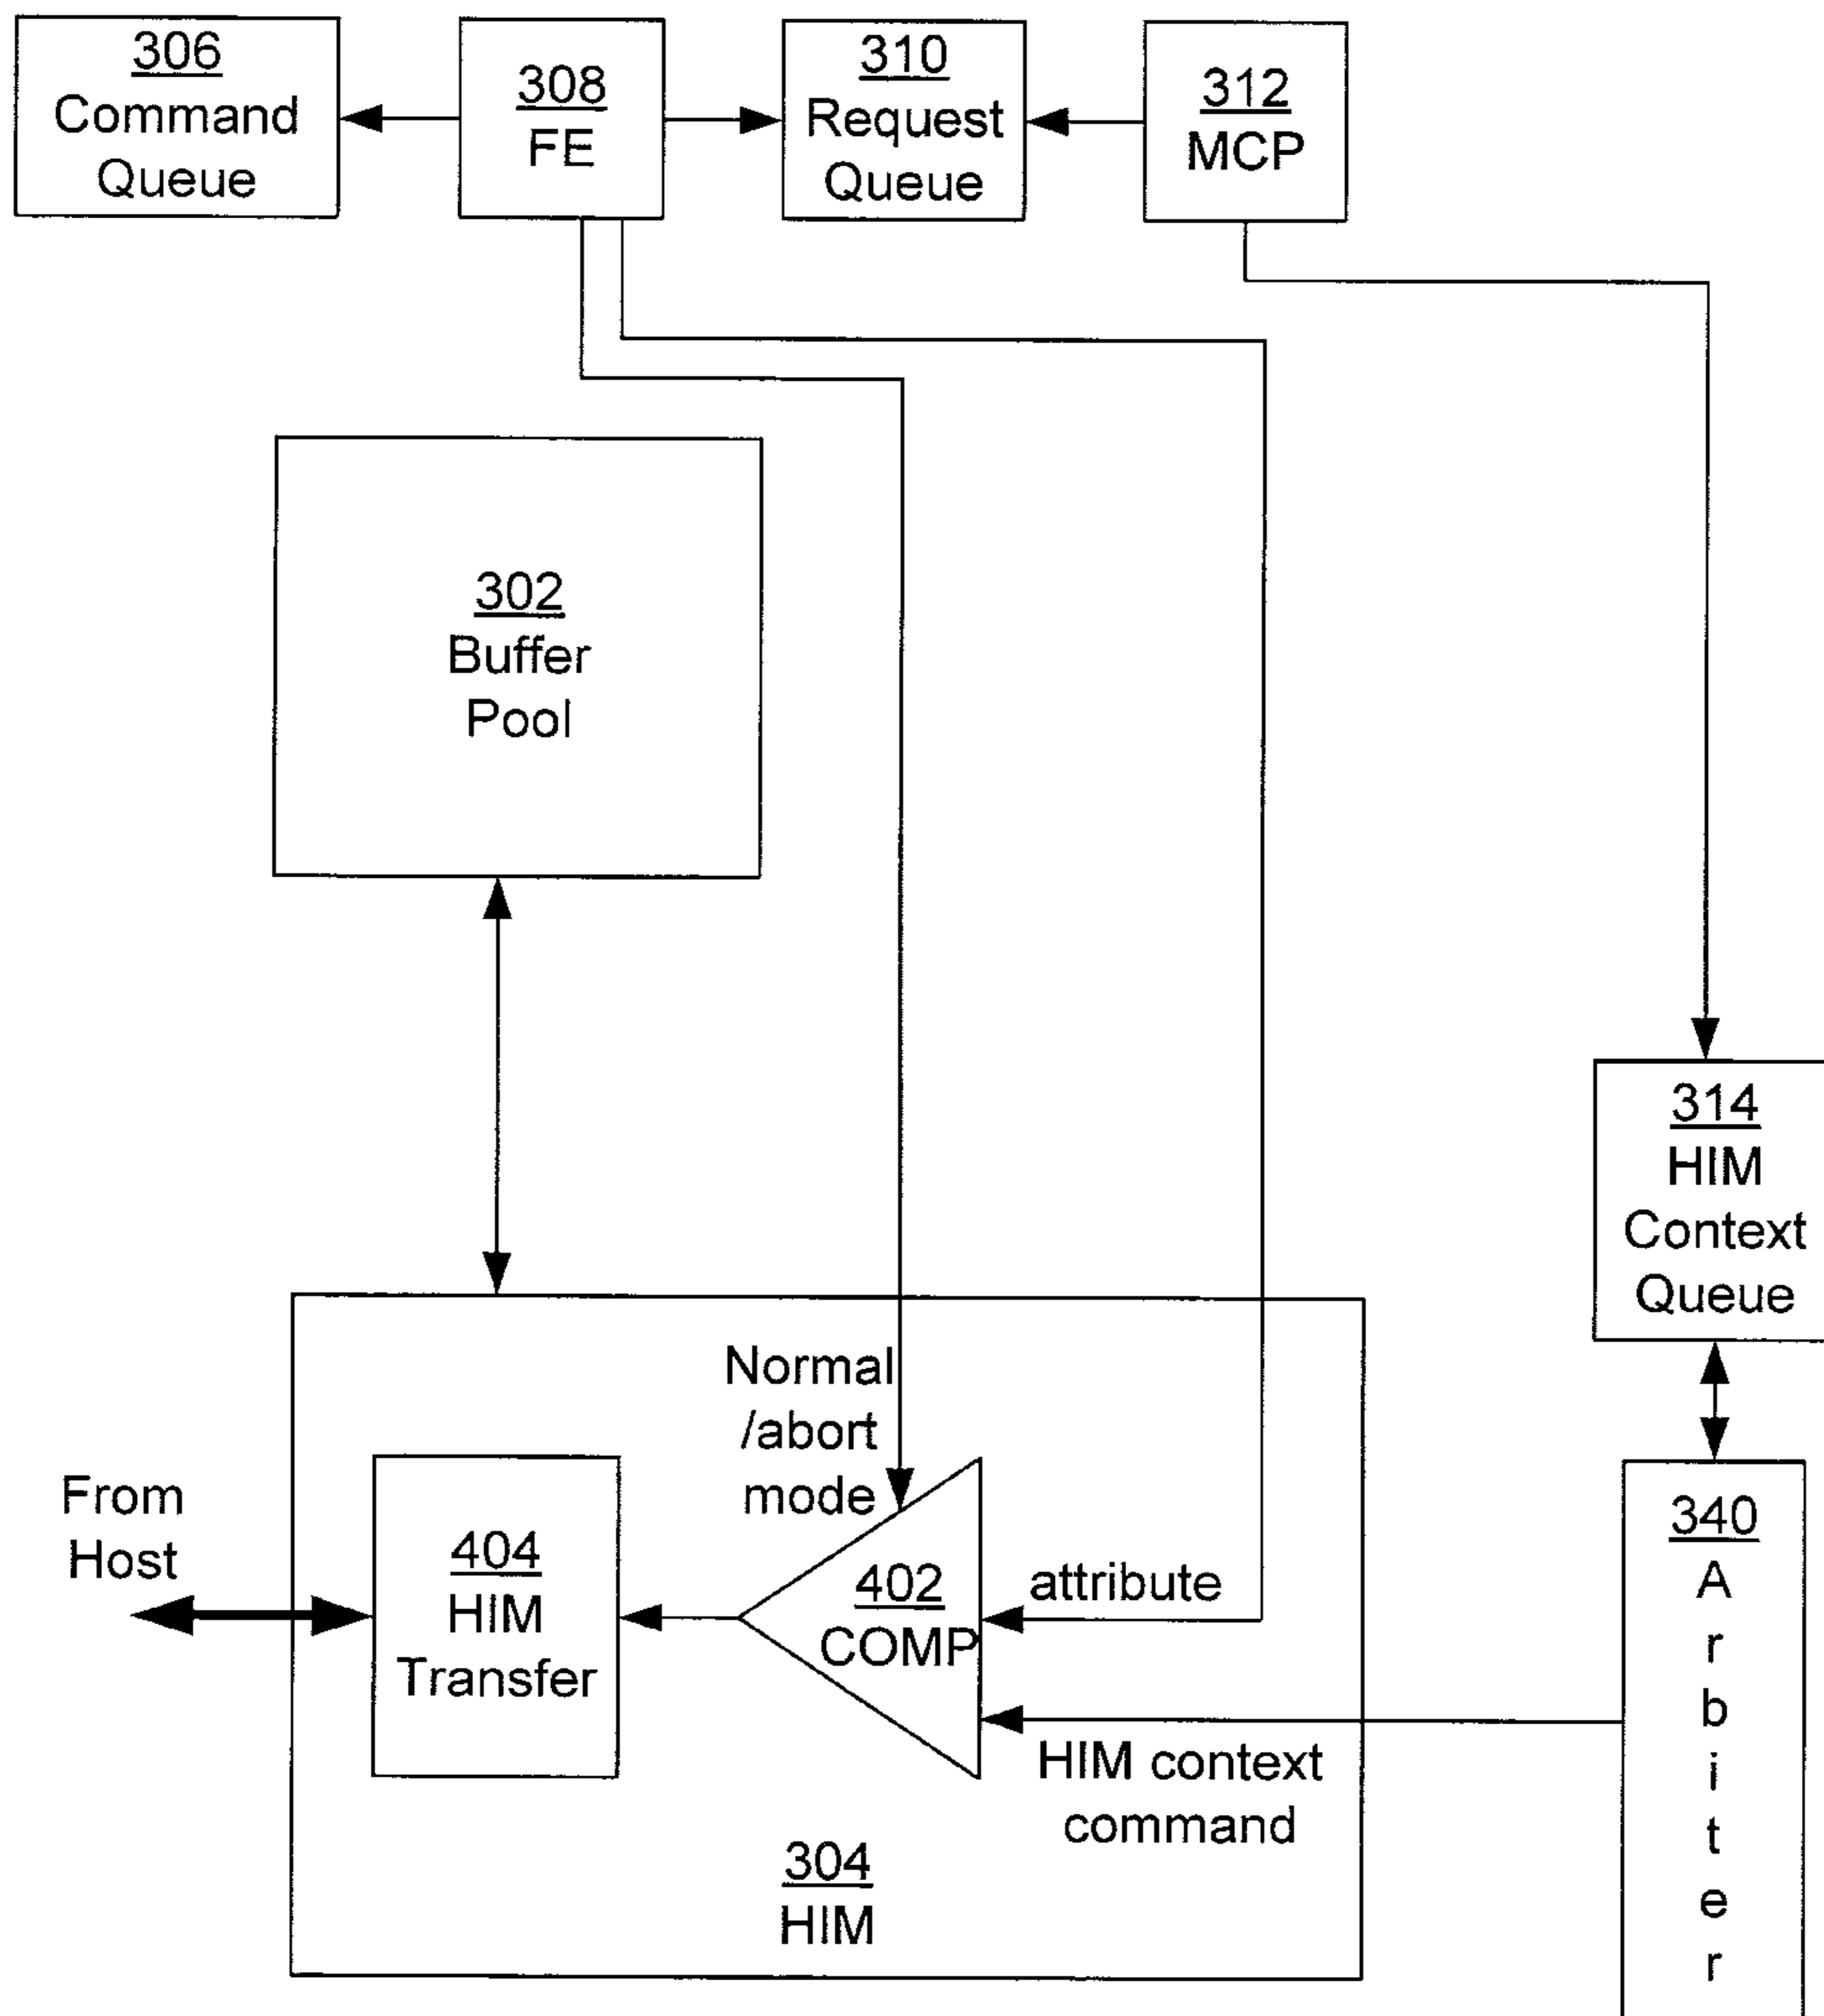 306
Command
Queue
308
FE
310
Request
Queue
312
MCP
302
Buffer
Pool
314
HIM
Context
Queue
Normal
/abort
mode
From
Host
404
HIM
Transfer
402
COMP
attribute
HIM context
command
304
HIM
340
A
r
b
i
t
e
r